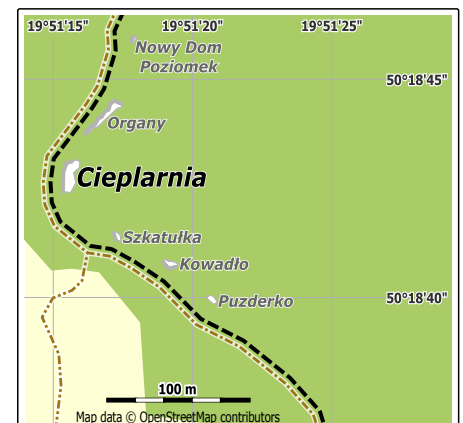 19°51'15" 19°51'20" 19°51'25"
Nowy Dom
Poziomek
50°18'45"
Organy
Cieplarnia
Szkatułka
Kowadło
Puzderko
50°18'40"
100 m
Map data © OpenStreetMap contributors